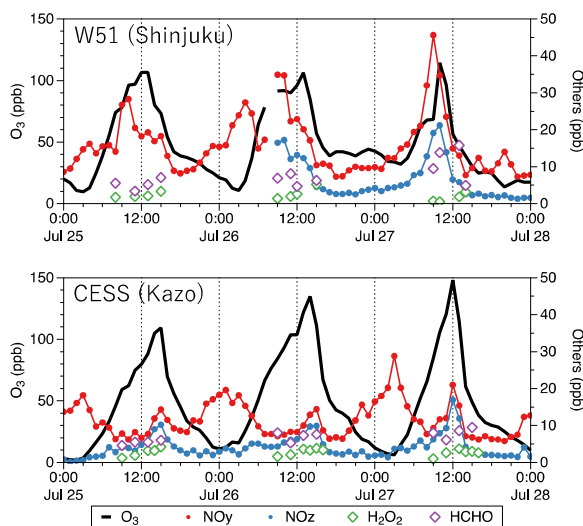 W51 (Shinjuku)
O₃ (ppb)
150
100
50
0
Others (ppb)
50
40
30
20
10
0
0:00 12:00 0:00 12:00 0:00 12:00 0:00
Jul 25 Jul 26 Jul 27 Jul 28
CESS (Kazo)
O₃ (ppb)
150
100
50
0
Others (ppb)
50
40
30
20
10
0
0:00 12:00 0:00 12:00 0:00 12:00 0:00
Jul 25 Jul 26 Jul 27 Jul 28
O₃ NOy NOz H₂O₂ HCHO